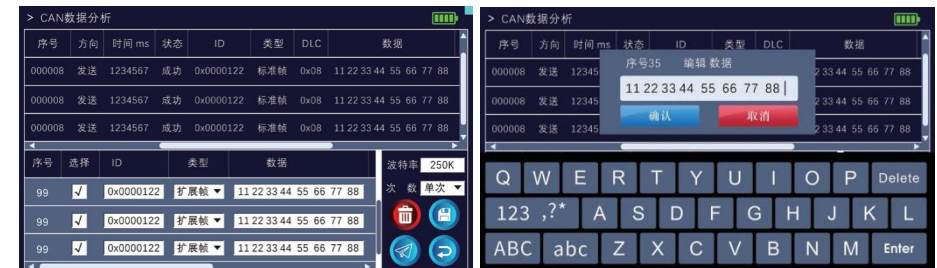 > CAN数据分析
序号 方向 时间 ms 状态 ID 类型 DLC 数据
000008 发送 1234567 成功 0x0000122 标准帧 0x08 11 22 33 44 55 66 77 88
000008 发送 1234567 成功 0x0000122 标准帧 0x08 11 22 33 44 55 66 77 88
000008 发送 1234567 成功 0x0000122 标准帧 0x08 11 22 33 44 55 66 77 88
序号 选择 ID 类型 数据
99 √ 0x0000122 扩展帧 ▼ 11 22 33 44 55 66 77 88
99 √ 0x0000122 扩展帧 ▼ 11 22 33 44 55 66 77 88
99 √ 0x0000122 扩展帧 ▼ 11 22 33 44 55 66 77 88
波特率 250K
次 数 单次 ▼
> CAN数据分析
序号 方向 时间 ms 状态 ID 类型 DLC 数据
000008 发送 12345 2 33 44 55 66 77 88
000008 发送 12345 2 33 44 55 66 77 88
000008 发送 12345 2 33 44 55 66 77 88
序号35 编辑 数据
11 22 33 44 55 66 77 88
确认 取消
Q W E R T Y U I O P Delete
123 ,?* A S D F G H J K L
ABC abc Z X C V B N M Enter